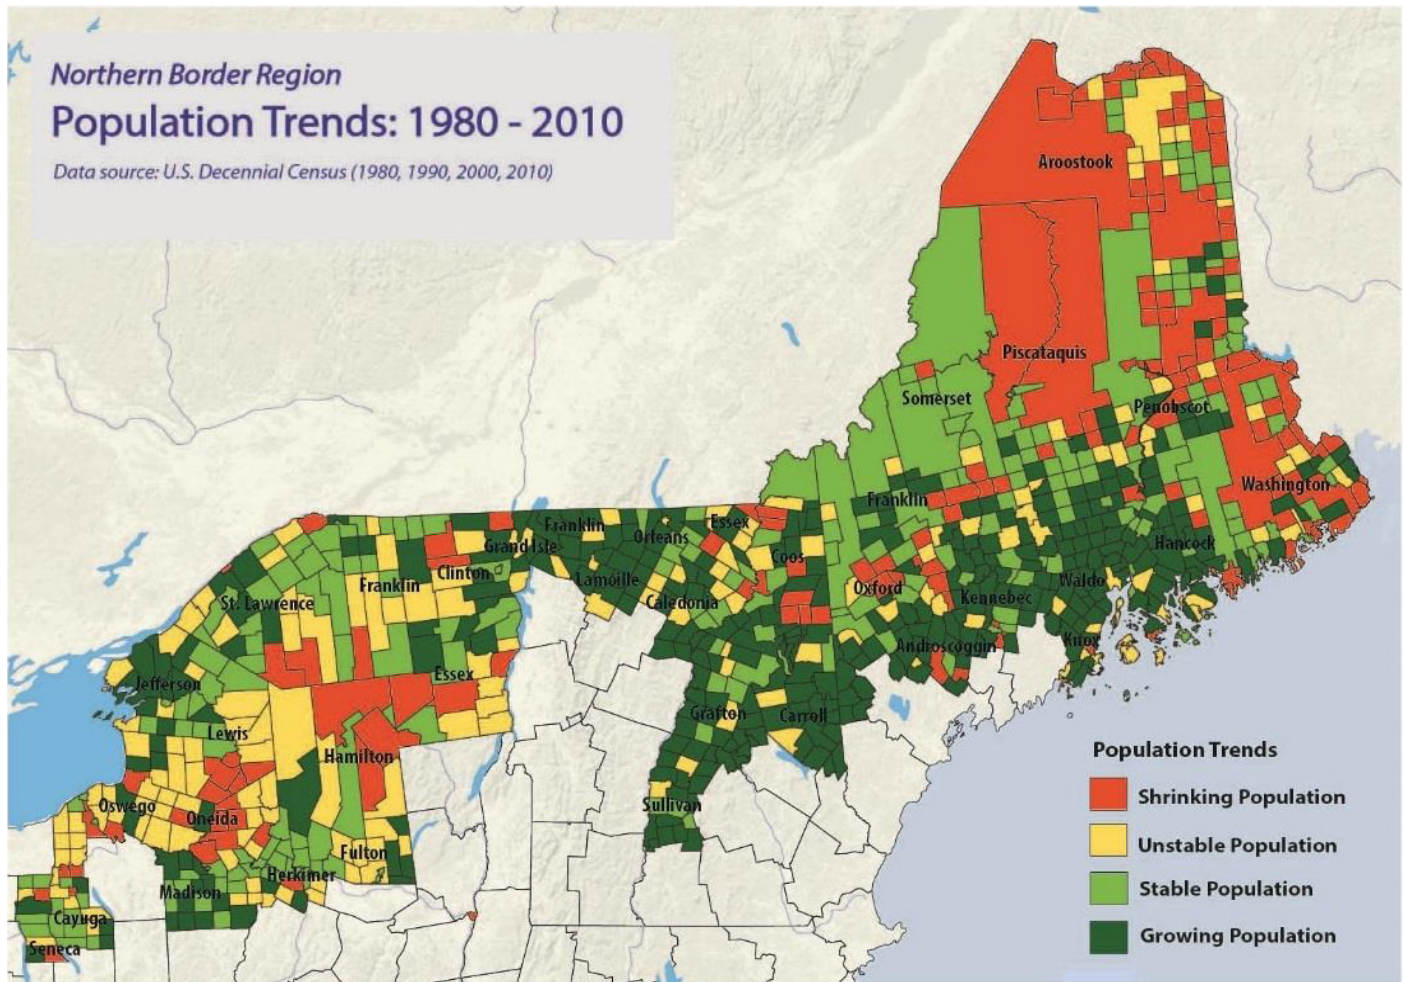 Northern Border Region
Population Trends: 1980 - 2010
Data source: U.S. Decennial Census (1980, 1990, 2000, 2010)
Aroostook
Piscataquis
Somerset
Penobscot
Washington
Franklin
Hancock
Franklin
Essex
Orleans
Grand Isle
Coos
Clinton
Lamoille
Franklin
Oxford
Waldo
St. Lawrence
Caledonia
Kennebec
Androscoggin
Knox
Essex
Jefferson
Grafton
Carroll
Lewis
Hamilton
Oswego
Oneida
Sullivan
Fulton
Herkimer
Madison
Cayuga
Seneca
Population Trends
Shrinking Population
Unstable Population
Stable Population
Growing Population